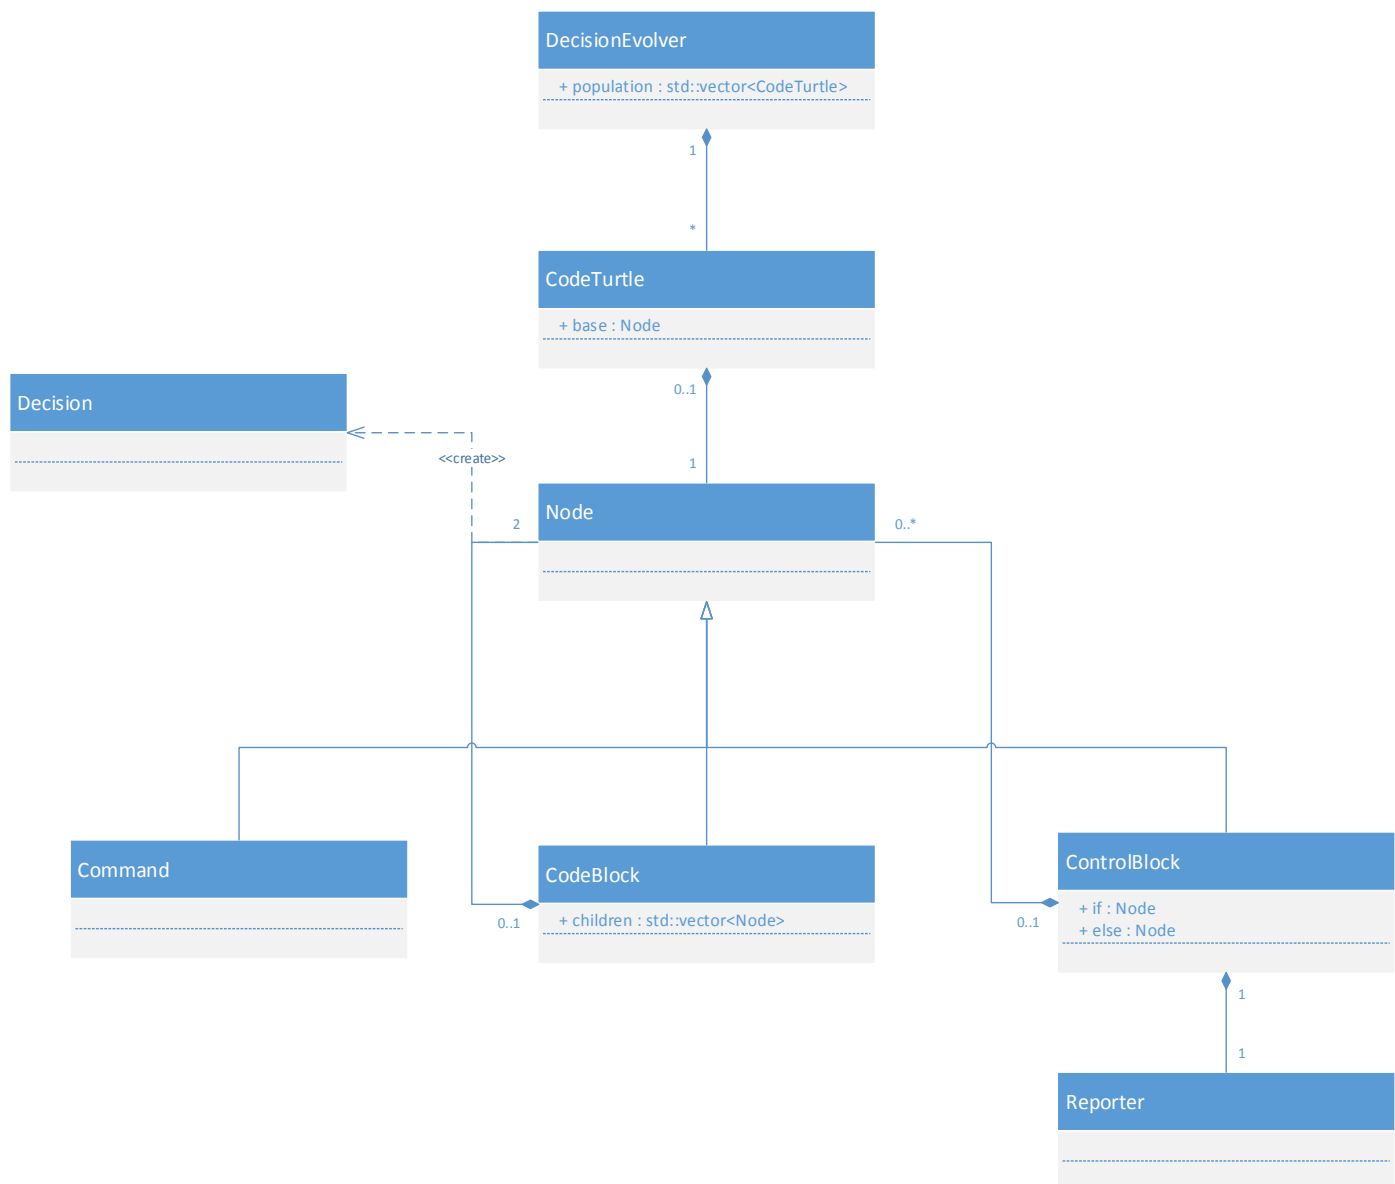 DecisionEvolver
+ population : std::vector<CodeTurtle>
1
*
CodeTurtle
+ base : Node
0..1
1
Decision
<<create>>
2
Node
0..*
Command
CodeBlock
+ children : std::vector<Node>
0..1
ControlBlock
+ if : Node
+ else : Node
0..1
1
1
Reporter